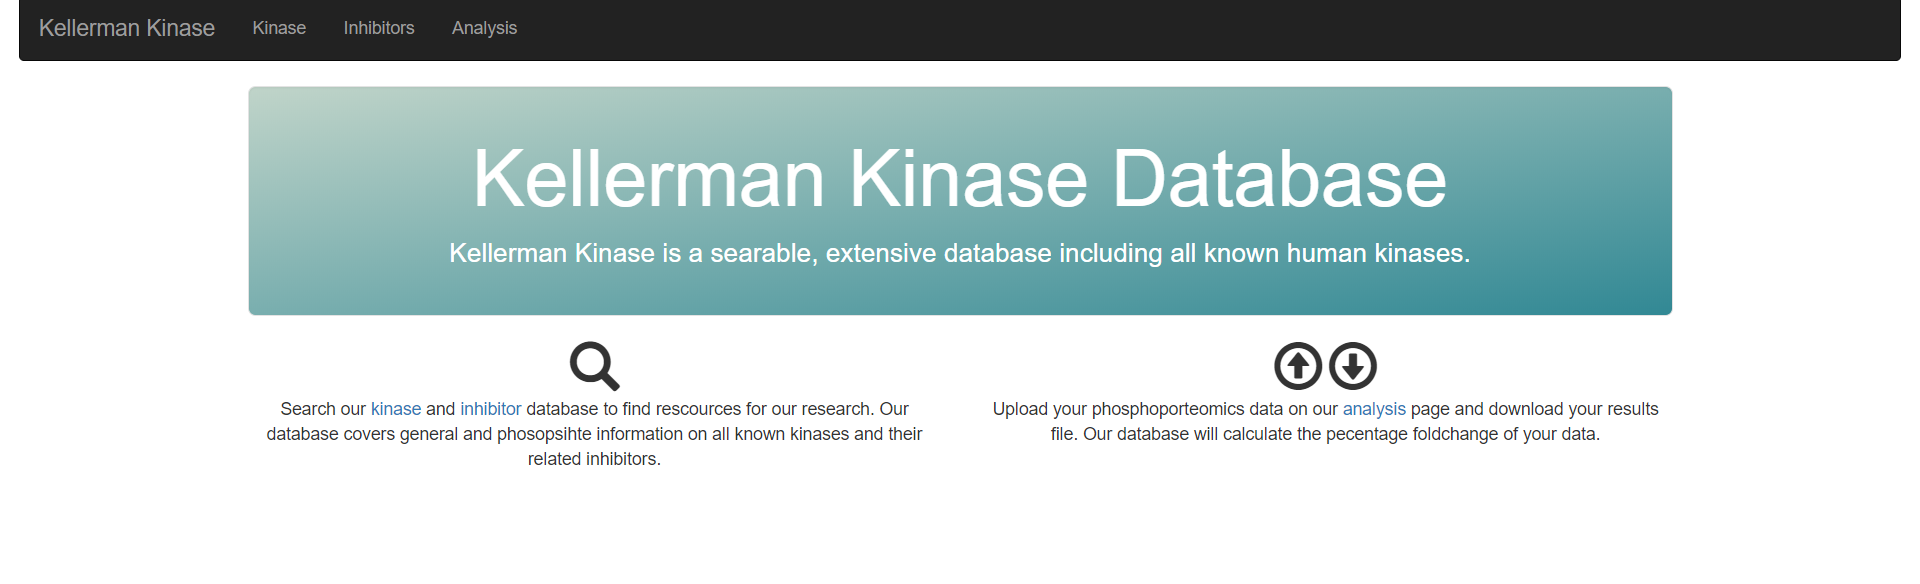 Kellerman Kinase Kinase Inhibitors Analysis
Kellerman Kinase Database
Kellerman Kinase is a searable, extensive database including all known human kinases.
Search our kinase and inhibitor database to find rescources for our research. Our
database covers general and phosopsihte information on all known kinases and their
related inhibitors.
Upload your phosphoporteomics data on our analysis page and download your results
file. Our database will calculate the pecentage foldchange of your data.